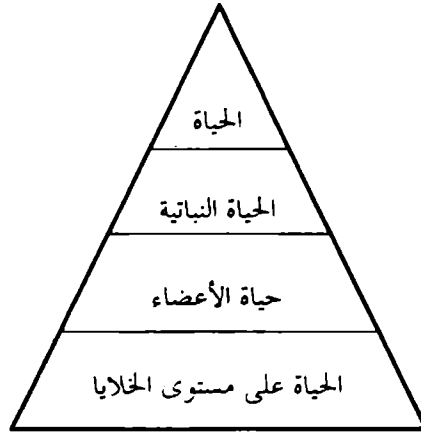 الحياة
الحياة النباتية
حياة الأعضاء
الحياة على مستوى الخلايا